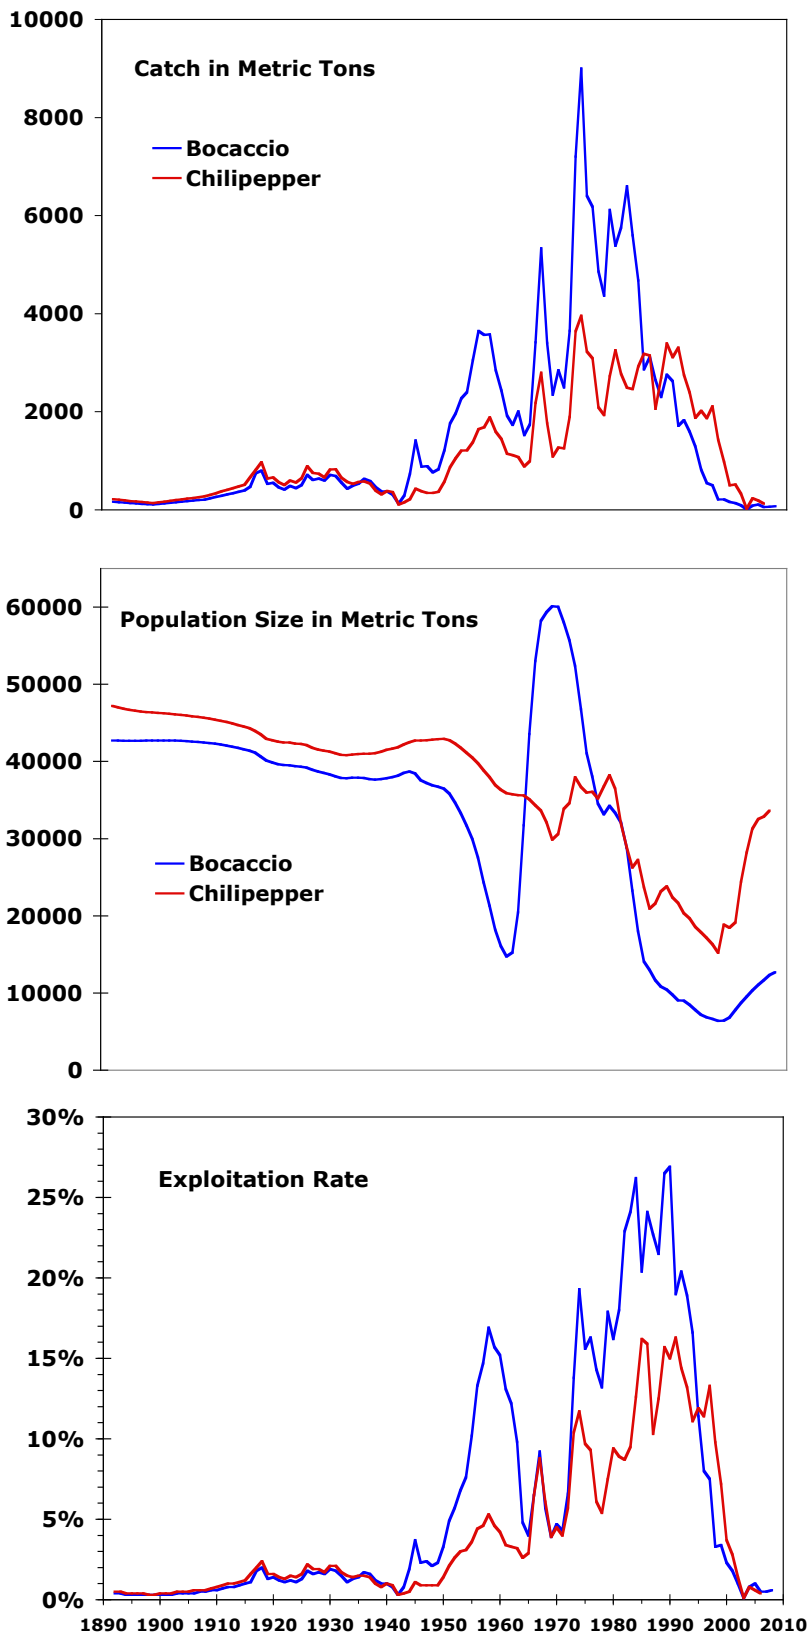 10000
Catch in Metric Tons
8000
Bocaccio
Chilipepper
6000
4000
2000
0
60000
Population Size in Metric Tons
50000
40000
30000
Bocaccio
Chilipepper
20000
10000
0
30%
Exploitation Rate
25%
20%
15%
10%
5%
0%
1890 1900 1910 1920 1930 1940 1950 1960 1970 1980 1990 2000 2010